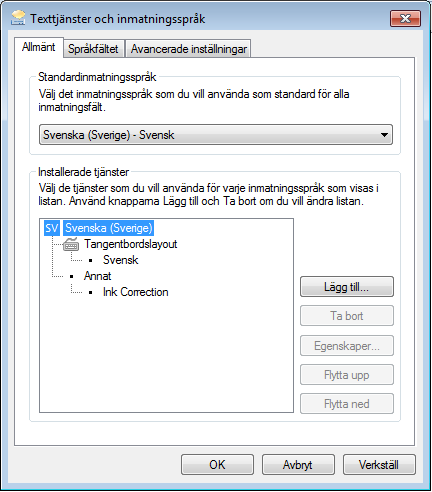 Texttjänster och inmatningsspråk
Allmänt Språkfältet Avancerade inställningar
Standardinmatningsspråk
Välj det inmatningsspråk som du vill använda som standard för alla
inmatningsfält.
Svenska (Sverige) - Svensk
Installerade tjänster
Välj de tjänster som du vill använda för varje inmatningsspråk som visas i
listan. Använd knapparna Lägg till och Ta bort om du vill ändra listan.
SV Svenska (Sverige)
Tangentbordslayout
Svensk
Annat
Ink Correction
Lägg till...
Ta bort
Egenskaper...
Flytta upp
Flytta ned
OK Avbryt Verkställ